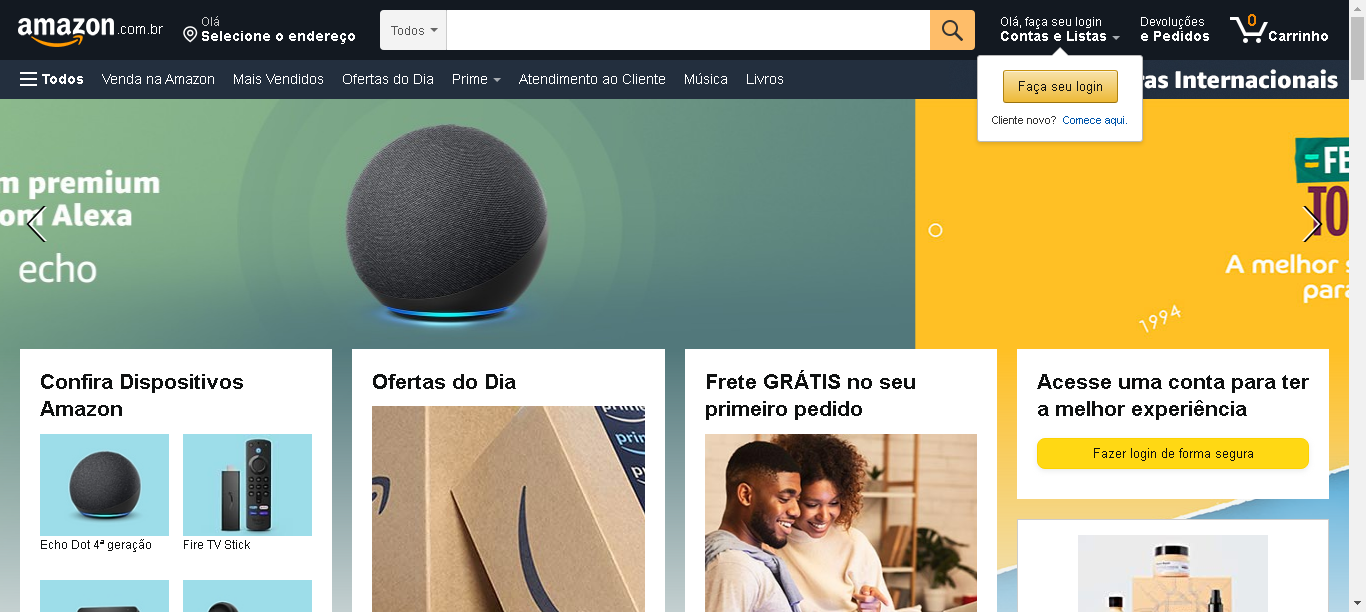 amazon.com.br
Olá
Selecione o endereço
Todos
Olá, faça seu login
Contas e Listas
Devoluções
e Pedidos
0
Carrinho
Todos
Venda na Amazon
Mais Vendidos
Ofertas do Dia
Prime
Atendimento ao Cliente
Música
Livros
ras Internacionais
Faça seu login
Cliente novo? Comece aqui.
m premium
om Alexa
echo
= FE
TO
A melhor s
para
1994
Confira Dispositivos
Amazon
Echo Dot 4ª geração
Fire TV Stick
Ofertas do Dia
prime
Frete GRÁTIS no seu
primeiro pedido
Acesse uma conta para ter
a melhor experiência
Fazer login de forma segura